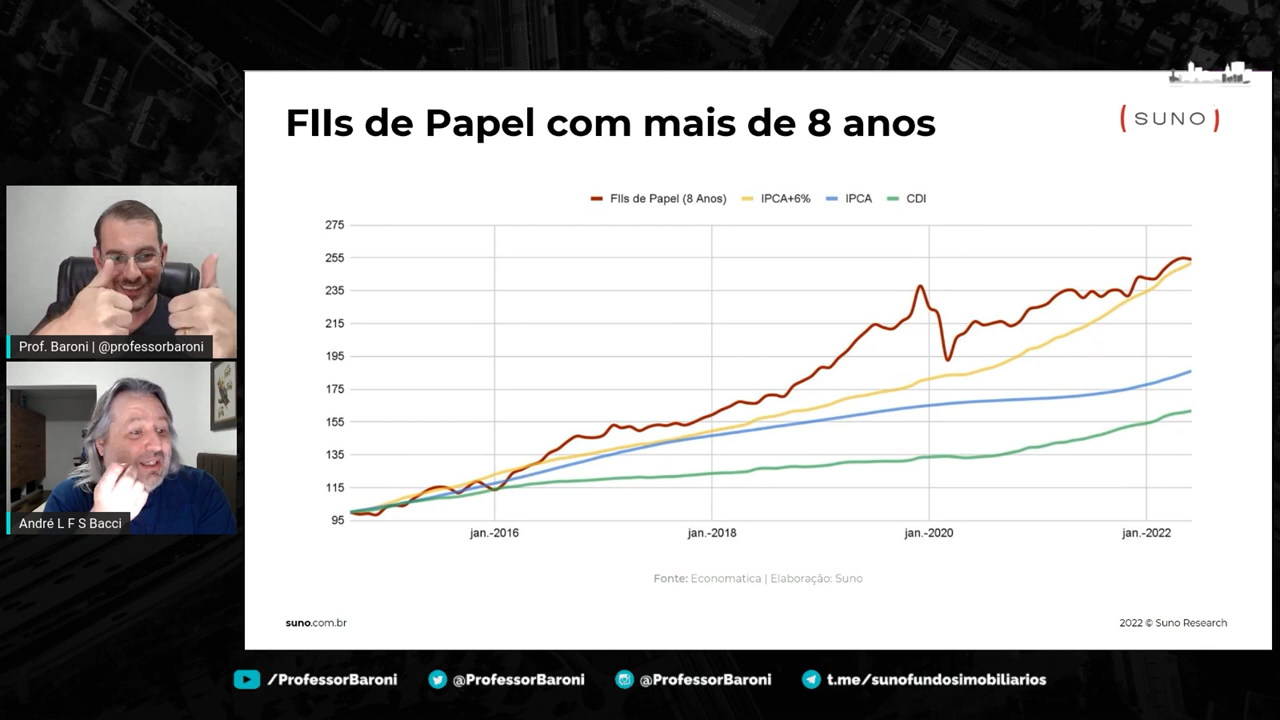 FIIs de Papel com mais de 8 anos
( SUNO )
FIIs de Papel (8 Anos) IPCA+6% IPCA CDI
275
255
235
215
195
175
155
135
115
95
jan.-2016 jan.-2018 jan.-2020 jan.-2022
Fonte: Economatica | Elaboração: Suno
suno.com.br
2022 © Suno Research
Prof. Baroni | @professorbaroni
André L F S Bacci
/ProfessorBaroni @ProfessorBaroni @ProfessorBaroni t.me/sunofundosimobiliarios